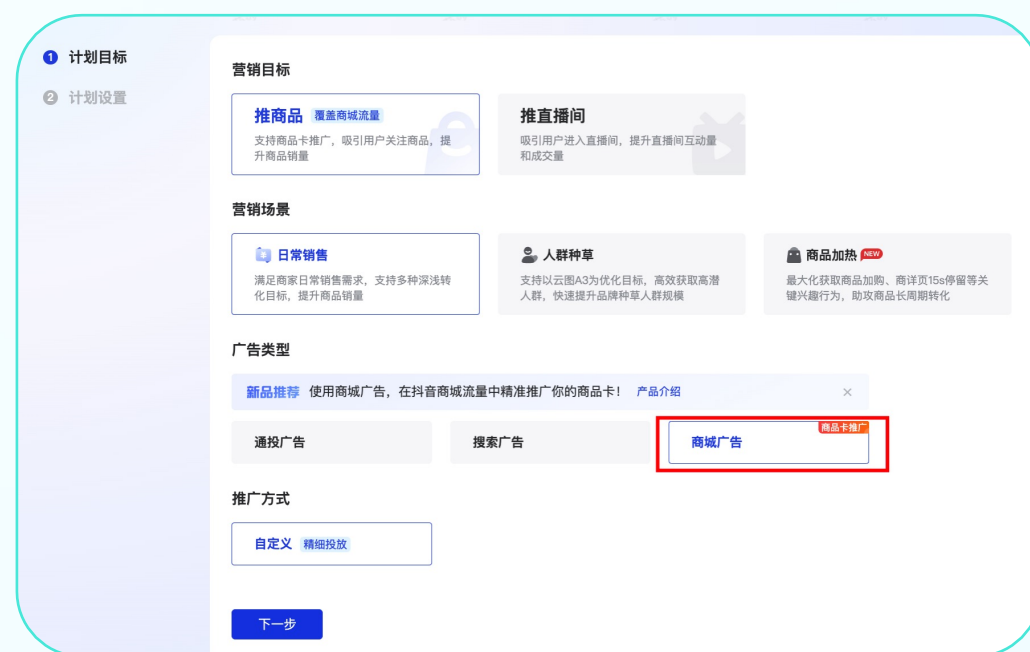 1 计划目标
2 计划设置
营销目标
推商品 覆盖商城流量
支持商品卡推广，吸引用户关注商品，提
升商品销量
推直播间
吸引用户进入直播间，提升直播间互动量
和成交量
营销场景
日常销售
满足商家日常销售需求，支持多种深浅转
化目标，提升商品销量
人群种草
支持以云图A3为优化目标，高效获取高潜
人群，快速提升品牌种草人群规模
商品加热 NEW
最大化获取商品加购、商详页15s停留等关
键兴趣行为，助攻商品长周期转化
广告类型
新品推荐 使用商城广告，在抖音商城流量中精准推广你的商品卡！ 产品介绍
通投广告
搜索广告
商城广告
商品卡推广
推广方式
自定义 精细投放
下一步